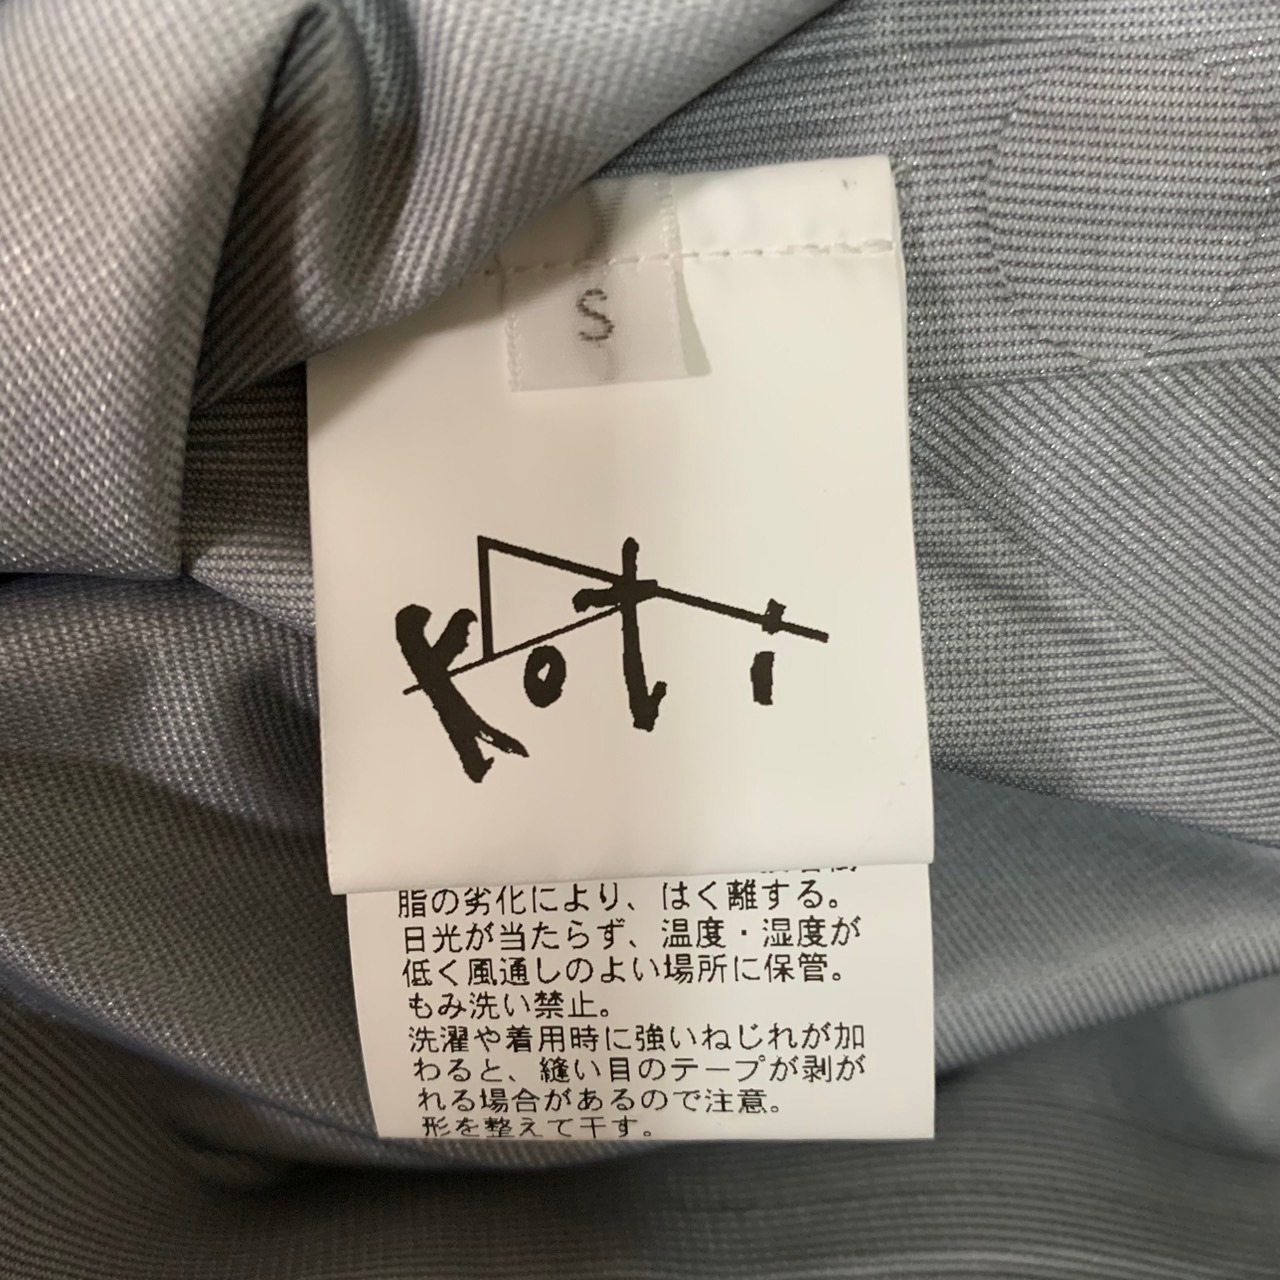 S
Koti
脂の劣化により、はく離する。
日光が当たらず、温度・湿度が
低く風通しのよい場所に保管。
もみ洗い禁止。
洗濯や着用時に強いねじれが加
わると、縫い目のテープが剥が
れる場合があるので注意。
形を整えて干す。